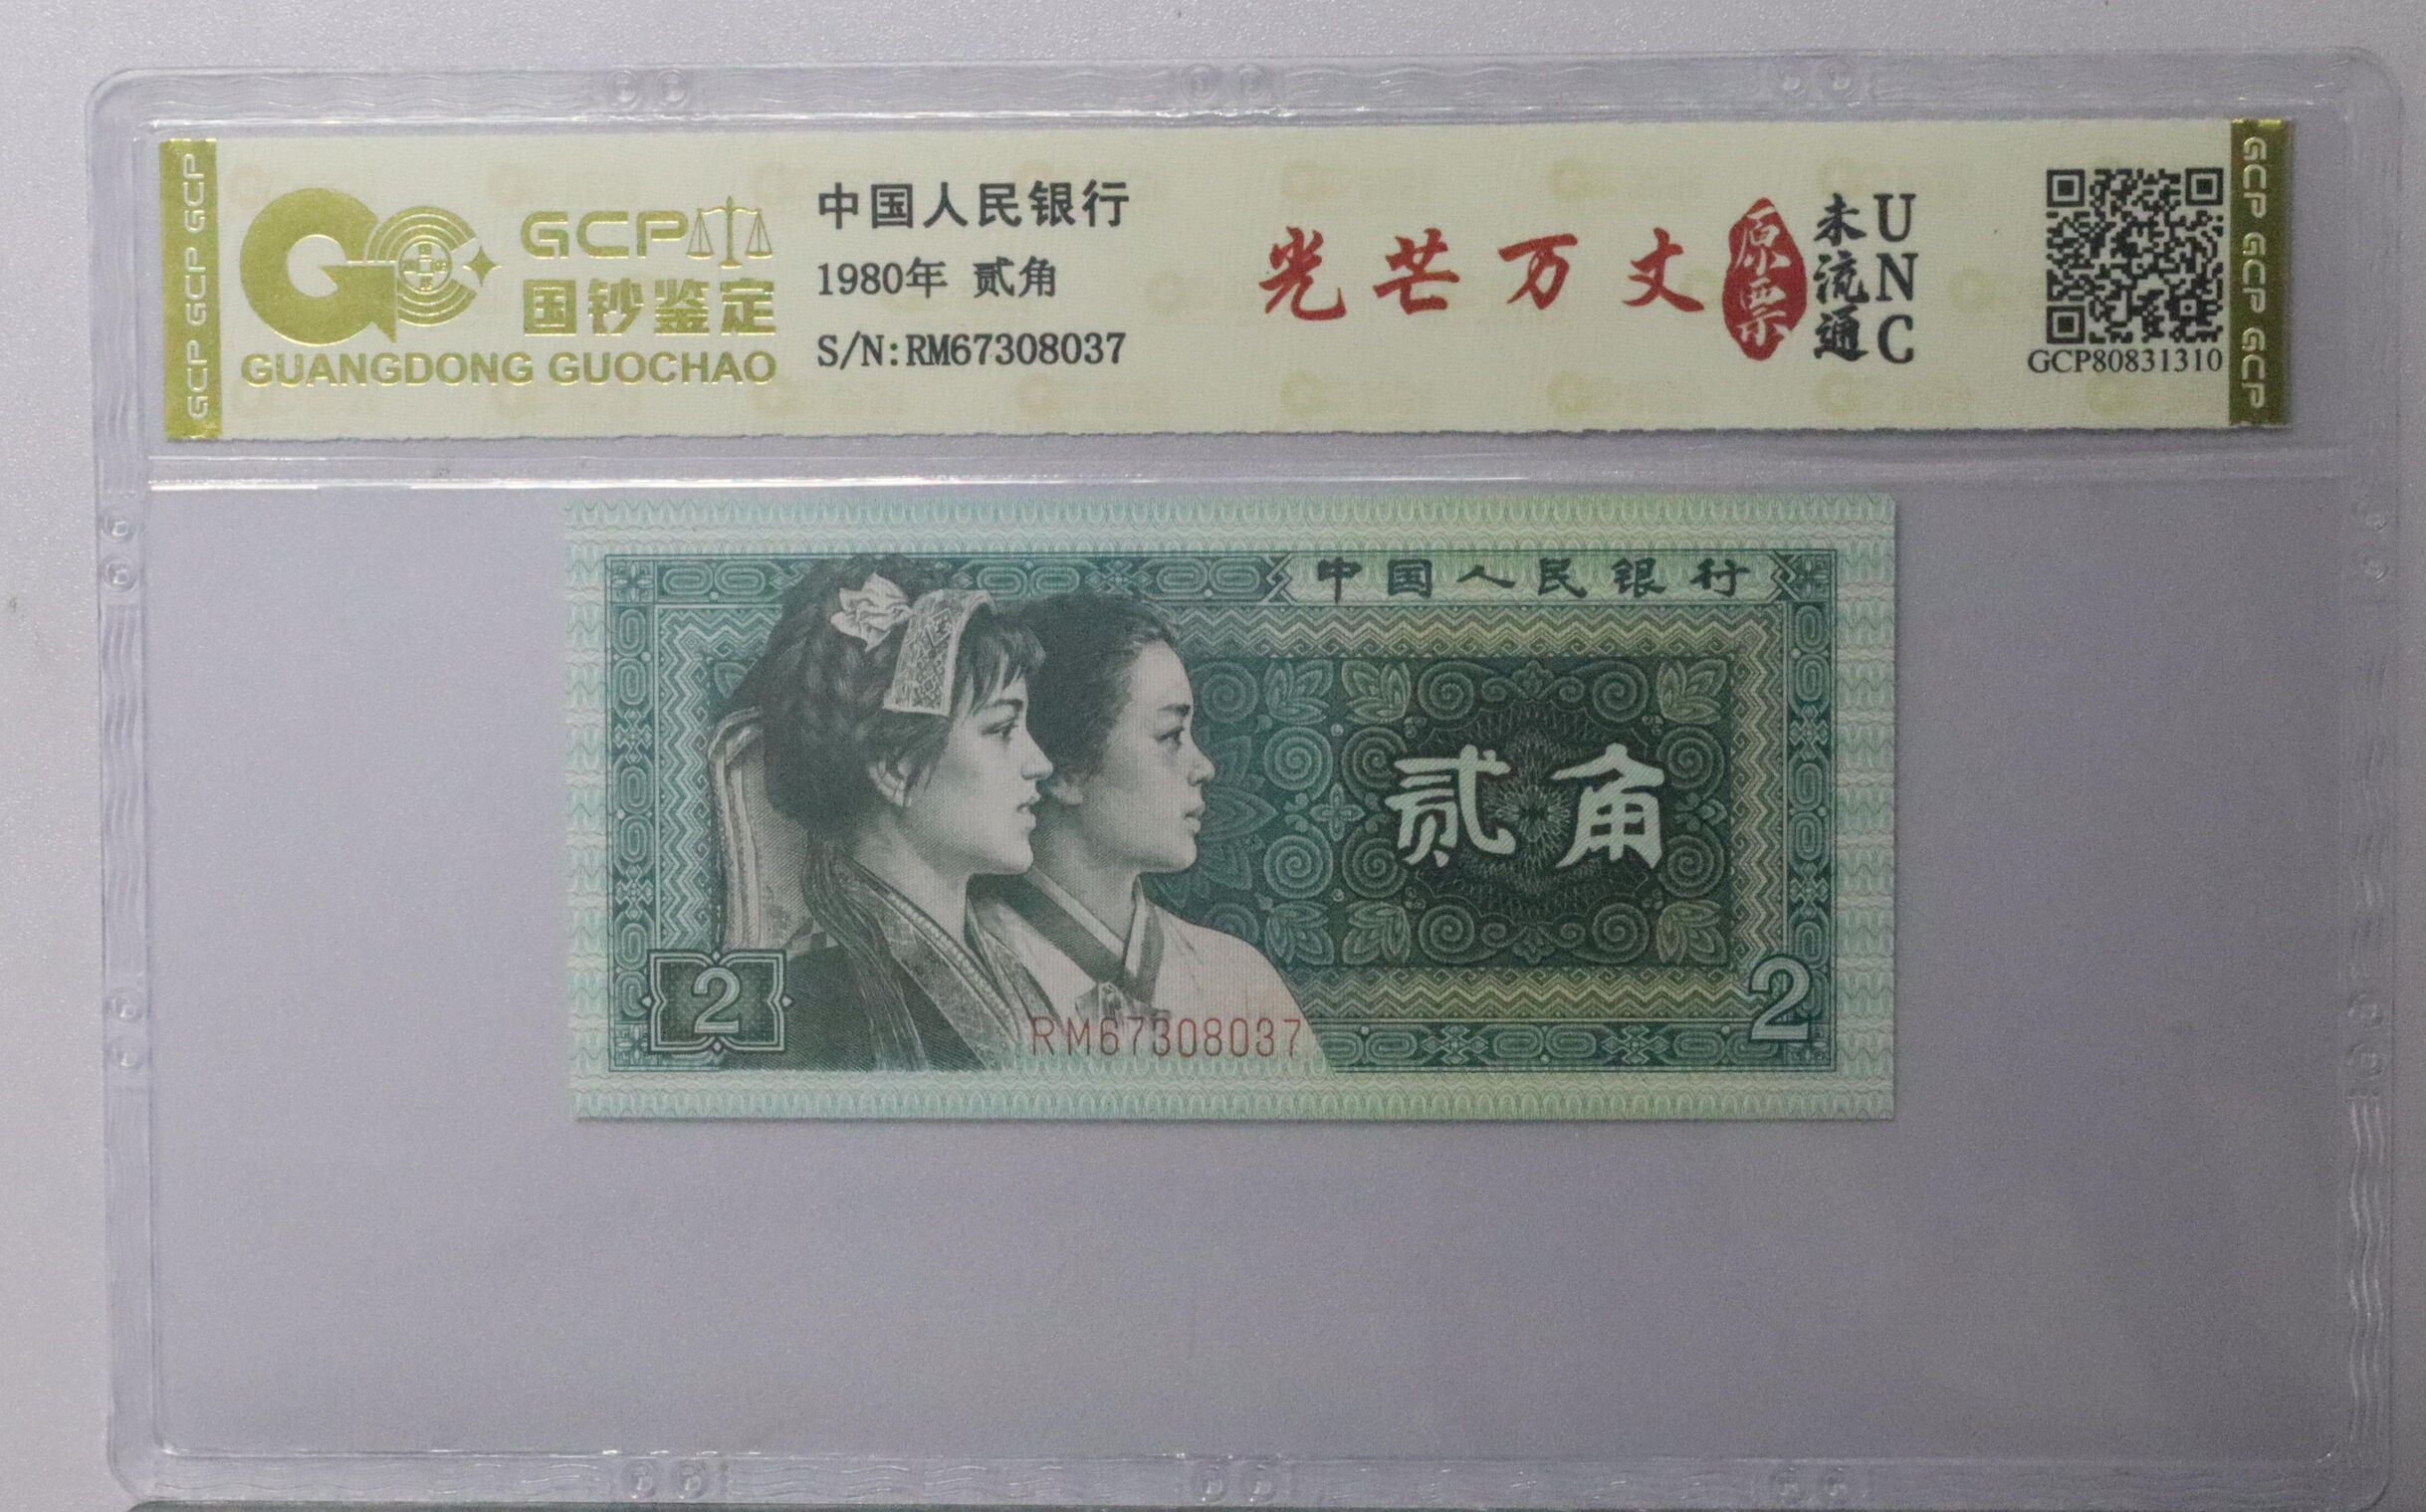 GCP GCP GCP
GCP
国钞鉴定
GUANGDONG GUOCHAO
中国人民银行
1980年 贰角
S/N:RM67308037
光芒万丈
原票
未流通
UNC
GCP80831310
GCP GCP GCP
中国人民银行
贰角
2
RM67308037
2